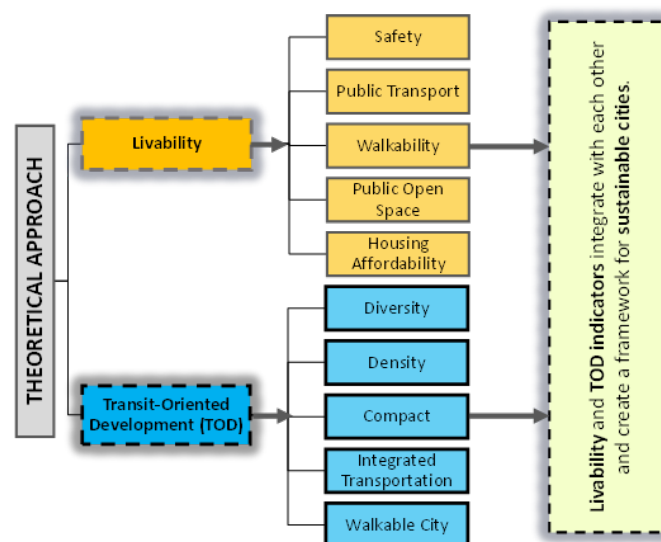 THEORETICAL APPROACH
Livability
Safety
Public Transport
Walkability
Public Open
Space
Housing
Affordability
Transit-Oriented
Development (TOD)
Diversity
Density
Compact
Integrated
Transportation
Walkable City
Livability and TOD indicators integrate with each other
and create a framework for sustainable cities.